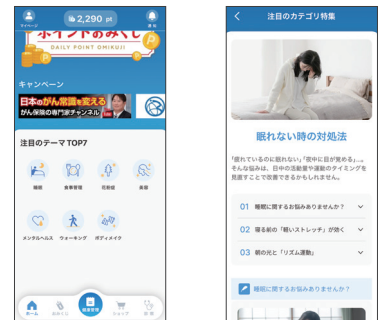 2,290 pt
マイページ
通知
ポイントおみくじ
DAILY POINT OMIKUJI
キャンペーン
日本のがん常識を変える
がん保険の専門家チャンネル
注目のテーマTOP7
睡眠
食事管理
花粉症
美容
メンタルヘルス
ウォーキング
ボディメイク
ホーム
おみくじ
健康管理
ショップ
医療
注目のカテゴリ特集
眠れない時の対処法
「疲れているのに眠れない」「夜中に目が覚める」…。
そんな悩みは、日中の活動量や運動のタイミングを
見直すことで改善できるかもしれません。
01 睡眠に関するお悩みありませんか？
02 寝る前の「軽いストレッチ」が効く
03 朝の光と「リズム運動」
睡眠に関するお悩みありませんか？